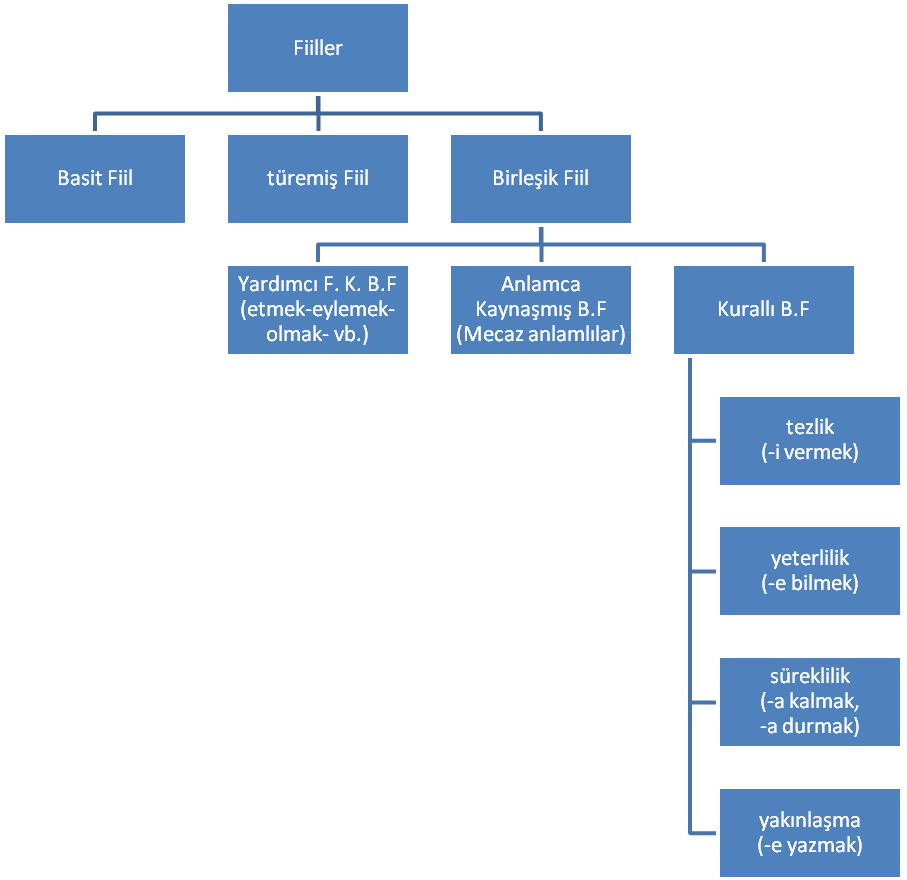 Fiiller
Basit Fiil
türemiş Fiil
Birleşik Fiil
Yardımcı F. K. B.F
(etmek-eylemek-
olmak- vb.)
Anlamca
Kaynaşmış B.F
(Mecaz anlamlılar)
Kurallı B.F
tezlik
(-i vermek)
yeterlilik
(-e bilmek)
süreklilik
(-a kalmak,
-a durmak)
yakınlaşma
(-e yazmak)